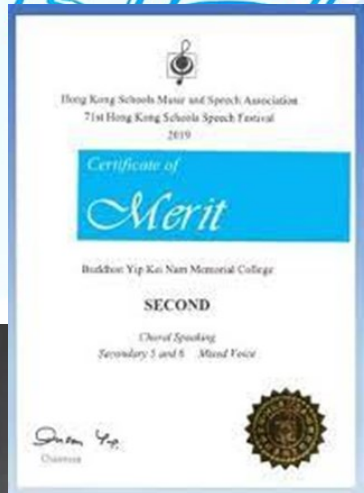 Hong Kong Schools Music and Speech Association
71st Hong Kong Schools Speech Festival
2019
Certificate of
Merit
Buddhist Yip Kei Nam Memorial College
SECOND
Choral Speaking
Secondary 5 and 6 Mixed Voice
Chairman